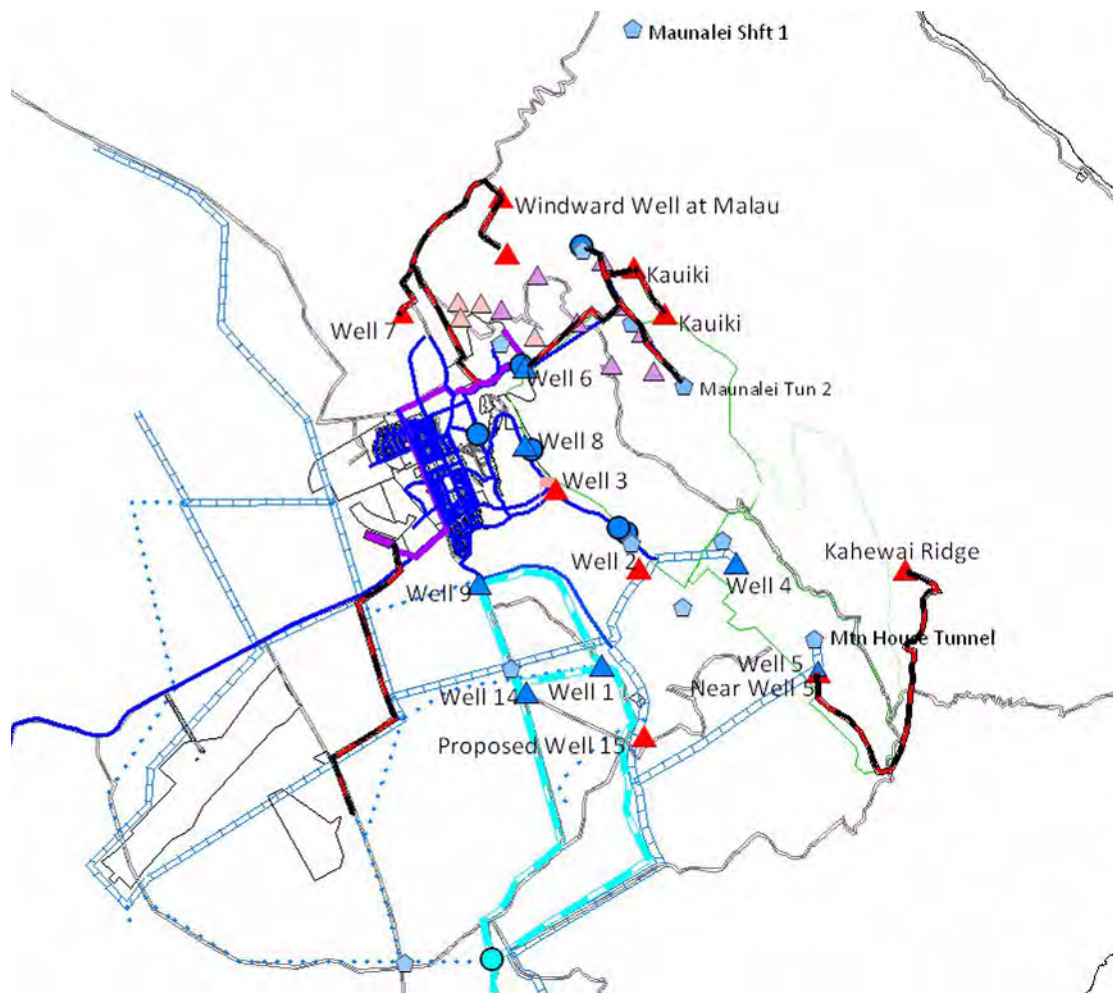 Maunalei Shft 1
Windward Well at Malau
Kauiki
Well 7
Kauiki
Well 6
Maunalei Tun 2
Well 8
Well 3
Kahewai Ridge
Well 2
Well 4
Well 9
Mtn House Tunnel
Well 5
Near Well 5
Well 14
Well 1
Proposed Well 15